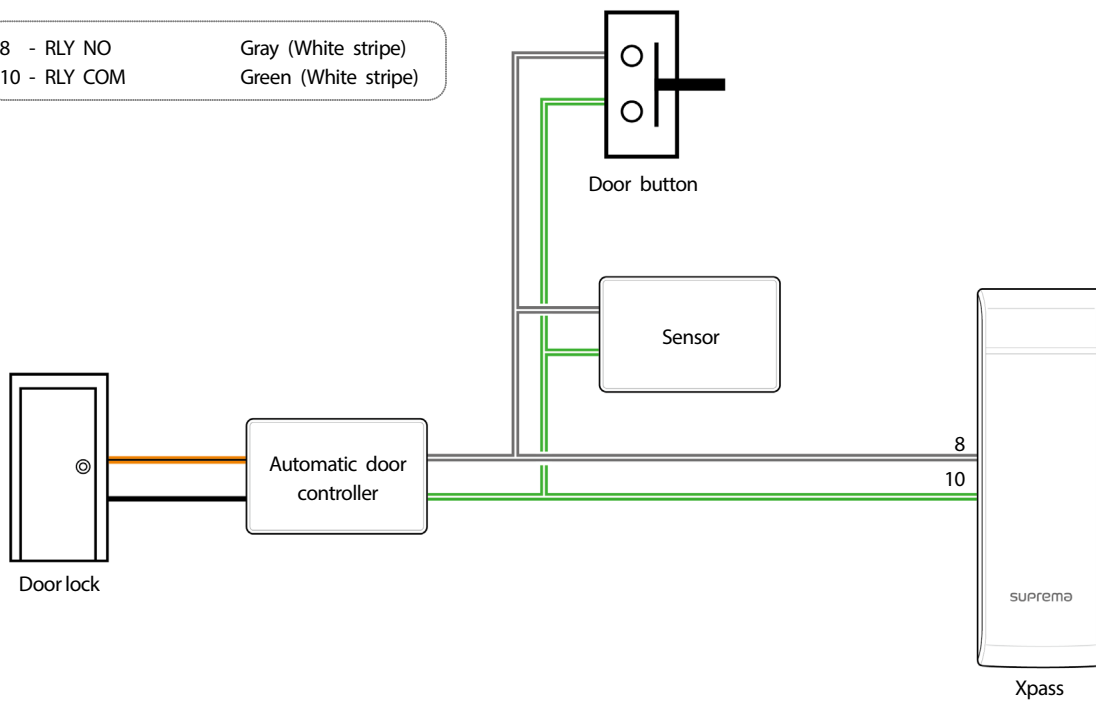 8 - RLY NO Gray (White stripe)
10 - RLY COM Green (White stripe)
Door button
Sensor
8
Automatic door
controller
10
Door lock
suprema
Xpass